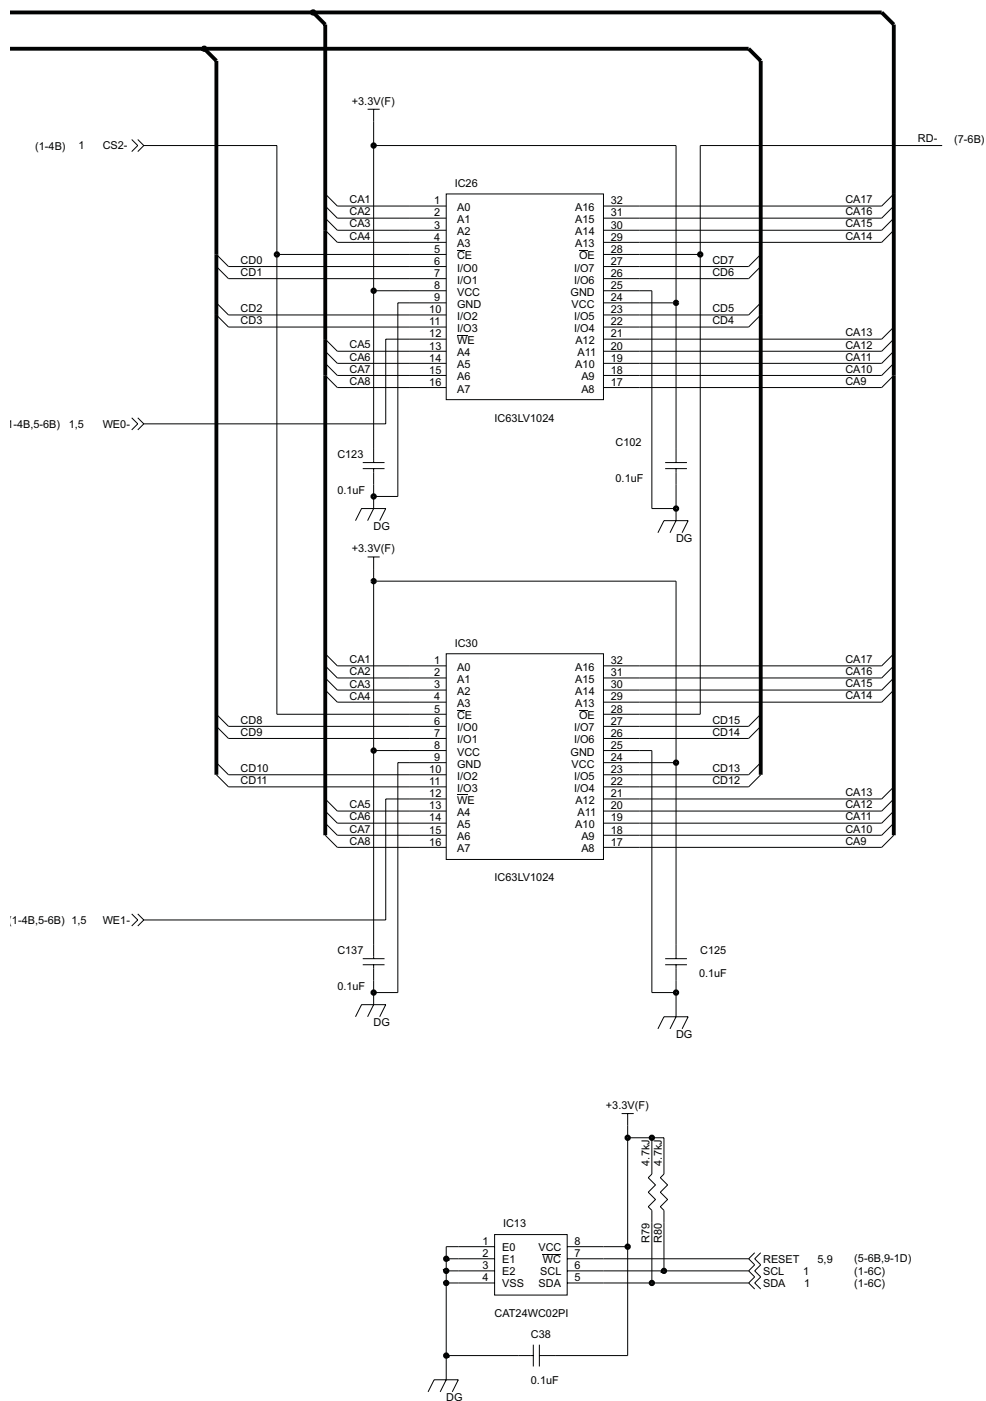 +3.3V(F)
(1-4B) 1 CS2-
RD- (7-6B)
IC26
CA1 1 A0 A16 32 CA17
CA2 2 A1 A15 31 CA16
CA3 3 A2 A14 30 CA15
CA4 4 A3 A13 29 CA14
5 CE OE 28
CD0 6 I/O0 I/O7 27 CD7
CD1 7 I/O1 I/O6 26 CD6
8 VCC GND 25
9 GND VCC 24
CD2 10 I/O2 I/O5 23 CD5
CD3 11 I/O3 I/O4 22 CD4
12 WE A12 21 CA13
CA5 13 A4 A11 20 CA12
CA6 14 A5 A10 19 CA11
CA7 15 A6 A9 18 CA10
CA8 16 A7 A8 17 CA9
IC63LV1024
1-4B,5-6B) 1,5 WE0-
C123
0.1uF
DG
C102
0.1uF
DG
+3.3V(F)
IC30
CA1 1 A0 A16 32 CA17
CA2 2 A1 A15 31 CA16
CA3 3 A2 A14 30 CA15
CA4 4 A3 A13 29 CA14
5 CE OE 28
CD8 6 I/O0 I/O7 27 CD15
CD9 7 I/O1 I/O6 26 CD14
8 VCC GND 25
9 GND VCC 24
CD10 10 I/O2 I/O5 23 CD13
CD11 11 I/O3 I/O4 22 CD12
12 WE A12 21 CA13
CA5 13 A4 A11 20 CA12
CA6 14 A5 A10 19 CA11
CA7 15 A6 A9 18 CA10
CA8 16 A7 A8 17 CA9
IC63LV1024
(1-4B,5-6B) 1,5 WE1-
C137
0.1uF
DG
C125
0.1uF
DG
+3.3V(F)
4.7kJ
4.7kJ
R79
R80
IC13
1 E0 VCC 8
2 E1 WC 7 RESET 5,9 (5-6B,9-1D)
3 E2 SCL 6 SCL 1 (1-6C)
4 VSS SDA 5 SDA 1 (1-6C)
CAT24WC02PI
C38
0.1uF
DG